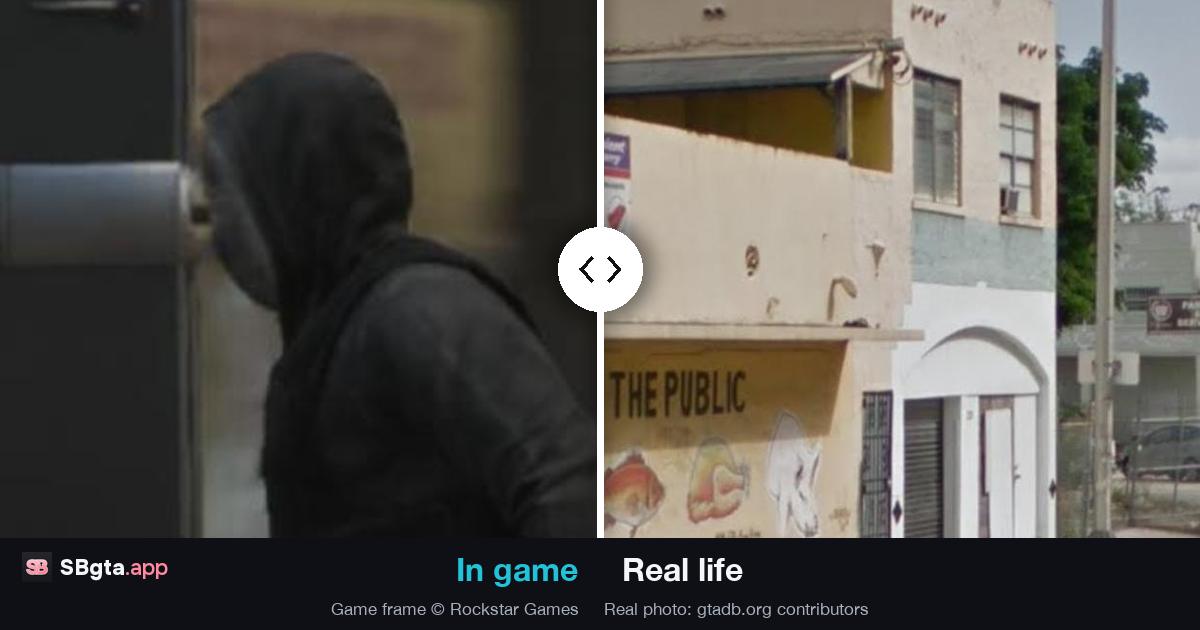 THE PUBLIC
SBgta.app
In game
Real life
Game frame © Rockstar Games
Real photo: gtadb.org contributors